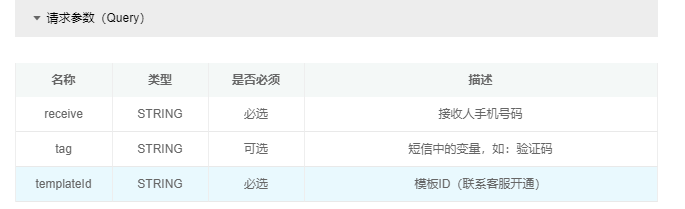 请求参数（Query）
名称 类型 是否必须 描述
receive STRING 必选 接收人手机号码
tag STRING 可选 短信中的变量，如：验证码
templateId STRING 必选 模板ID（联系客服开通）